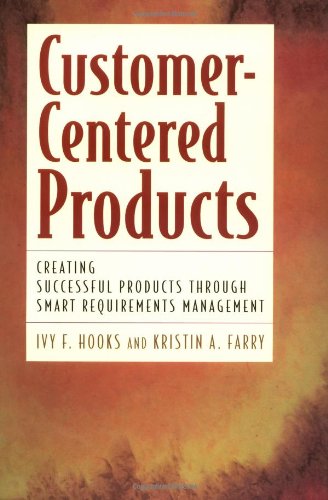 Customer-
Centered
Products
CREATING
SUCCESSFUL PRODUCTS THROUGH
SMART REQUIREMENTS MANAGEMENT
IVY F. HOOKS AND KRISTIN A. FARRY